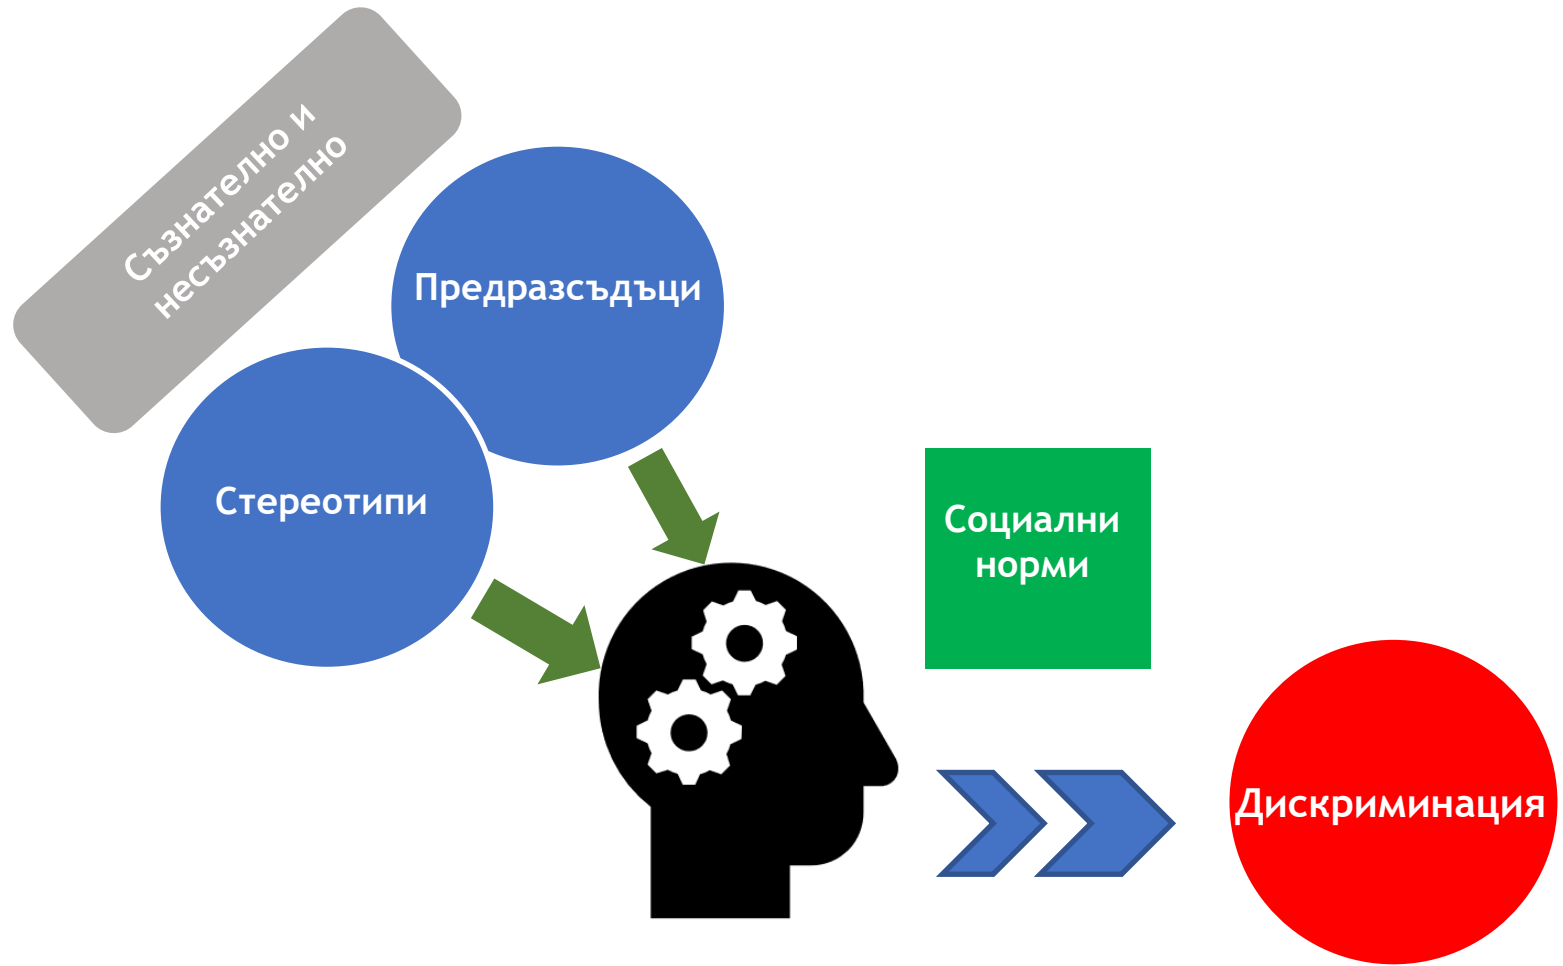 Съзнателно и
несъзнателно
Предразсъдъци
Стереотипи
Социални
норми
Дискриминация